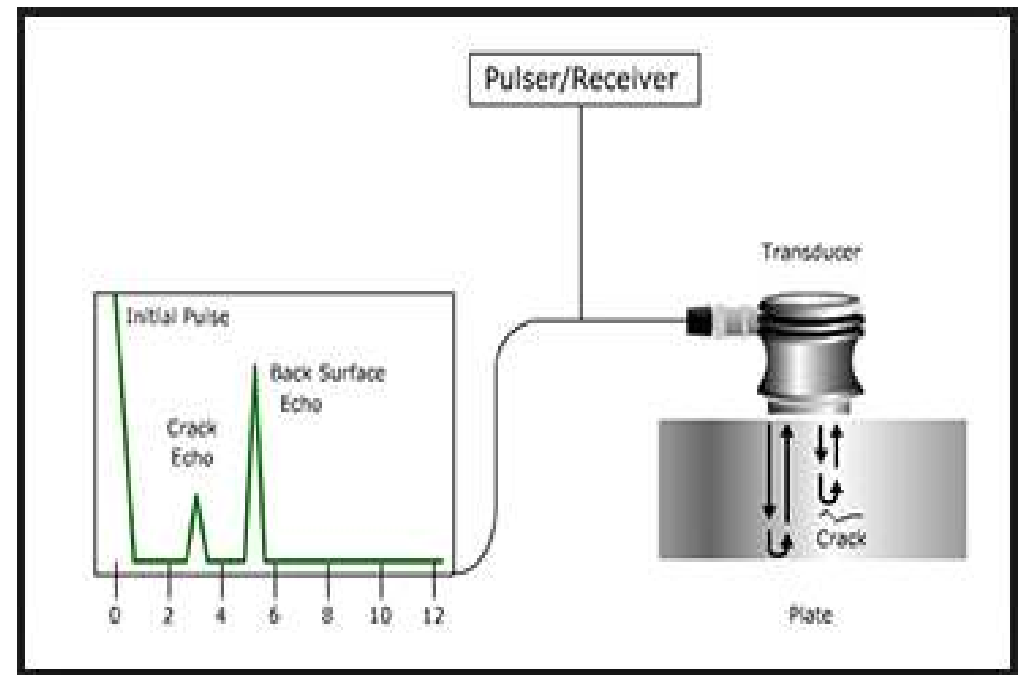 Pulser/Receiver
Transducer
Initial Pulse
Back Surface
Echo
Crack
Echo
Crack
0 2 4 6 8 10 12
Plate